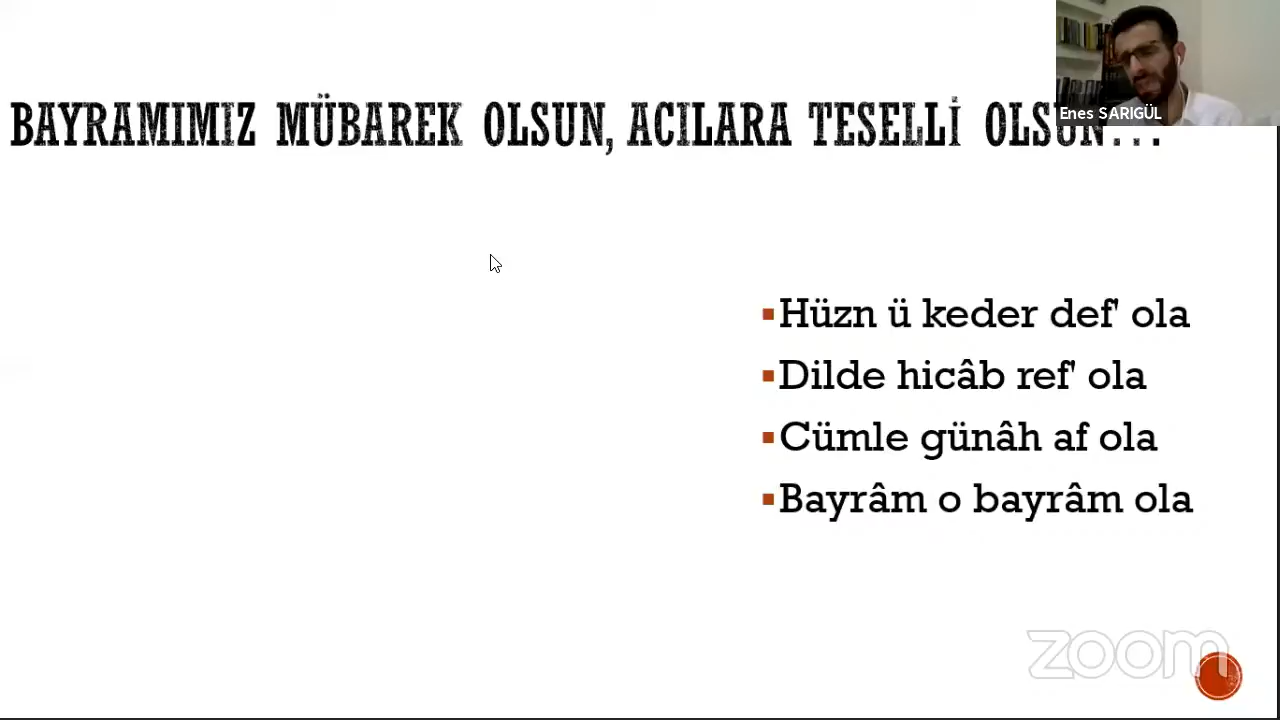 BAYRAMIMIZ MÜBAREK OLSUN, ACILARA TESELLİ OLSUN...
Enes SARIGÜL
Hüzn ü keder def' ola
Dilde hicâb ref' ola
Cümle günâh af ola
Bayrâm o bayrâm ola
zoom